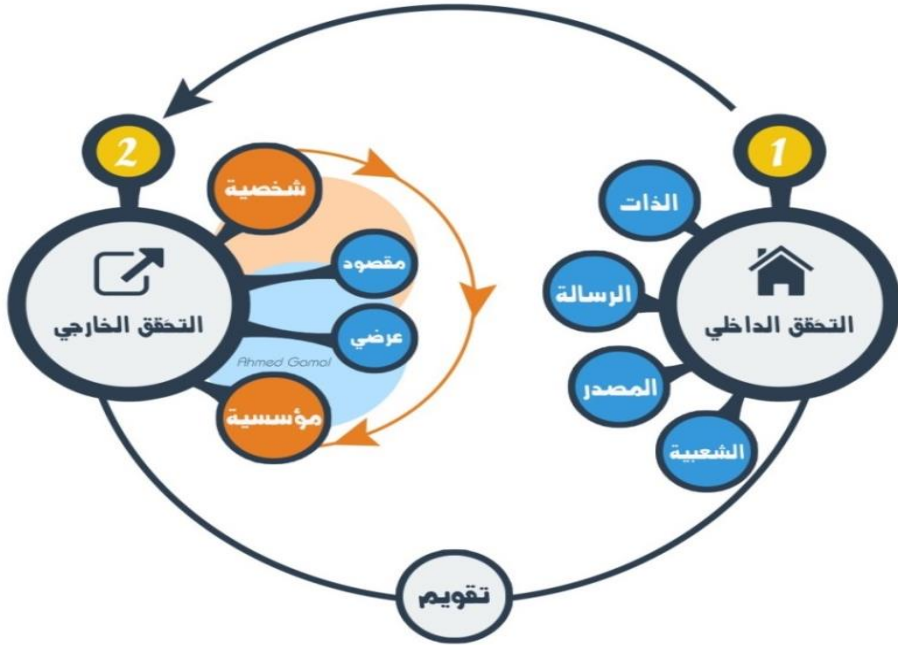 1
التحقق الداخلي
الذات
الرسالة
المصدر
الشعبية
2
التحقق الخارجي
شخصية
مقصود
عرضي
مؤسسية
Ahmed Gamal
تقويم